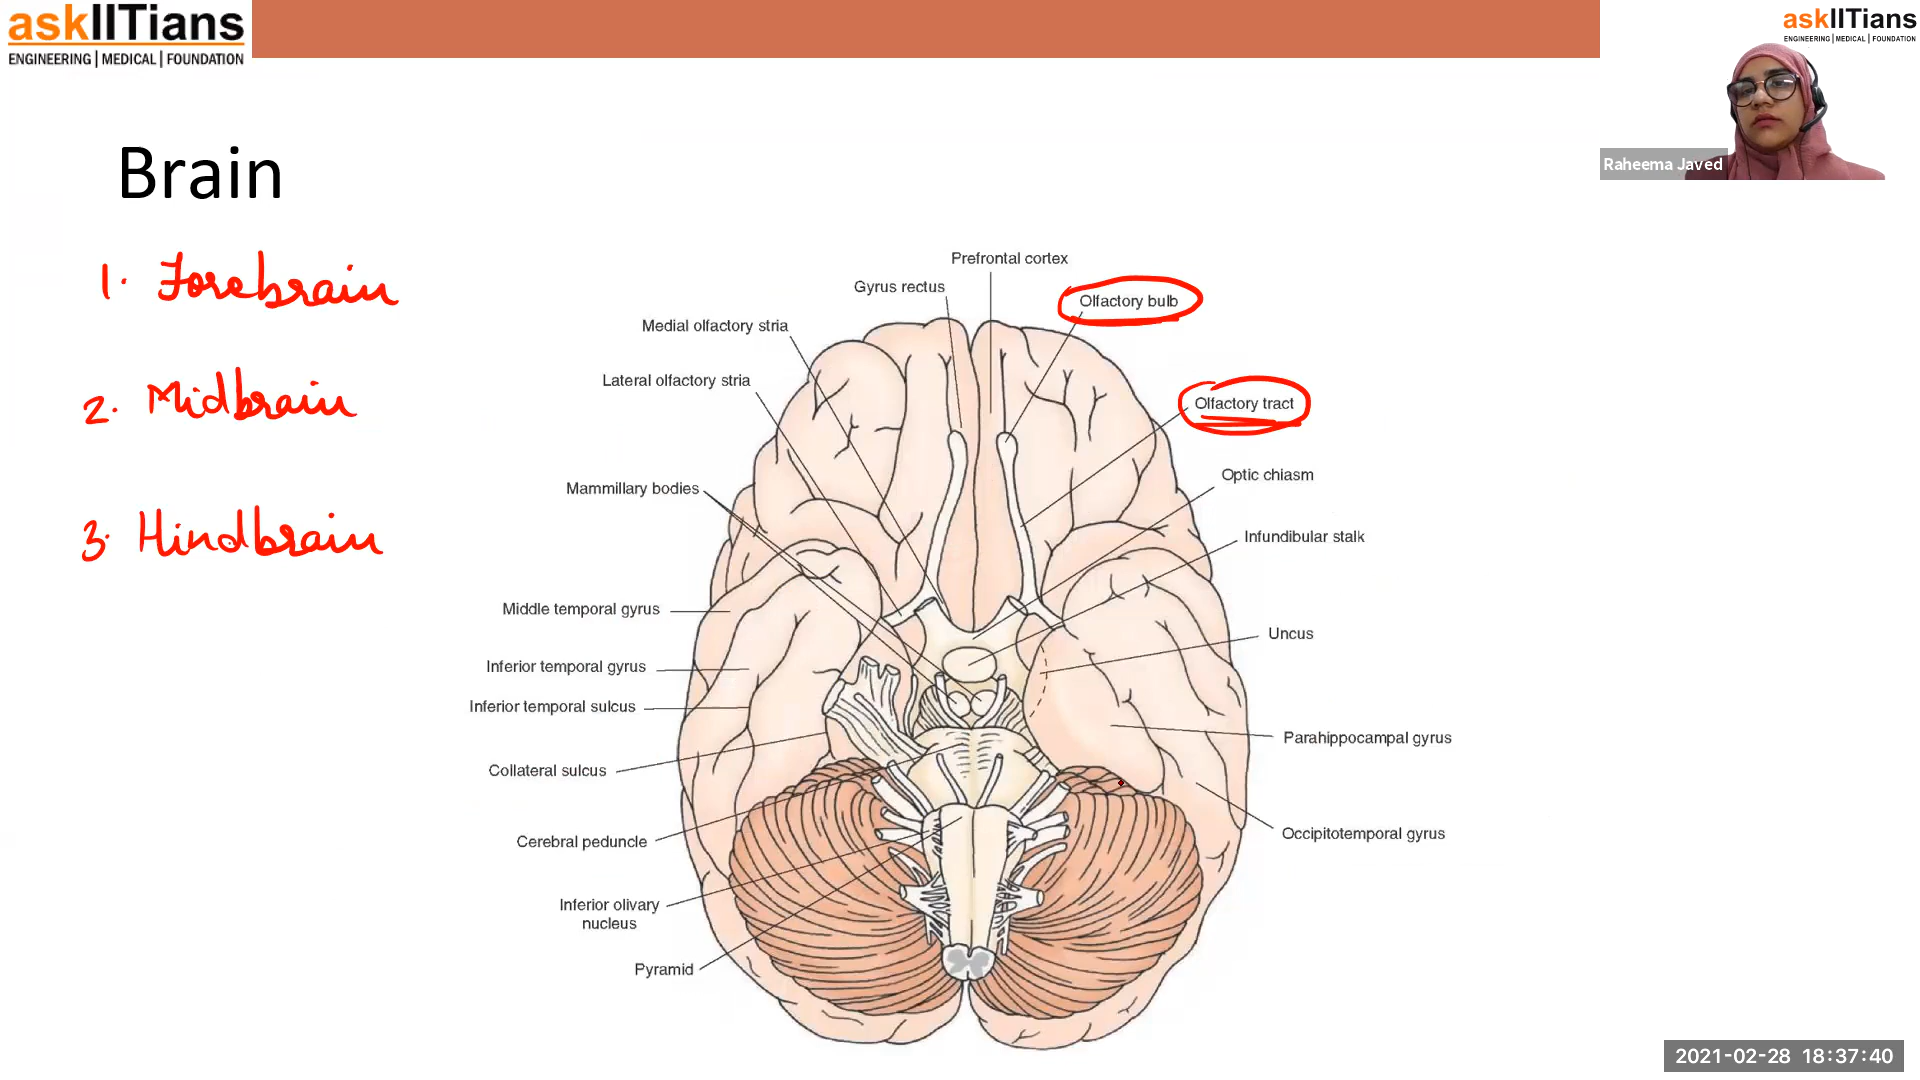 askIITians
ENGINEERING | MEDICAL | FOUNDATION
askIITians
ENGINEERING | MEDICAL | FOUNDATION
Raheema Javed
Brain
1. Forebrain
2. Midbrain
3. Hindbrain
Prefrontal cortex
Gyrus rectus
Olfactory bulb
Medial olfactory stria
Lateral olfactory stria
Olfactory tract
Optic chiasm
Mammillary bodies
Infundibular stalk
Middle temporal gyrus
Uncus
Inferior temporal gyrus
Inferior temporal sulcus
Parahippocampal gyrus
Collateral sulcus
Occipitotemporal gyrus
Cerebral peduncle
Inferior olivary
nucleus
Pyramid
2021-02-28 18:37:40